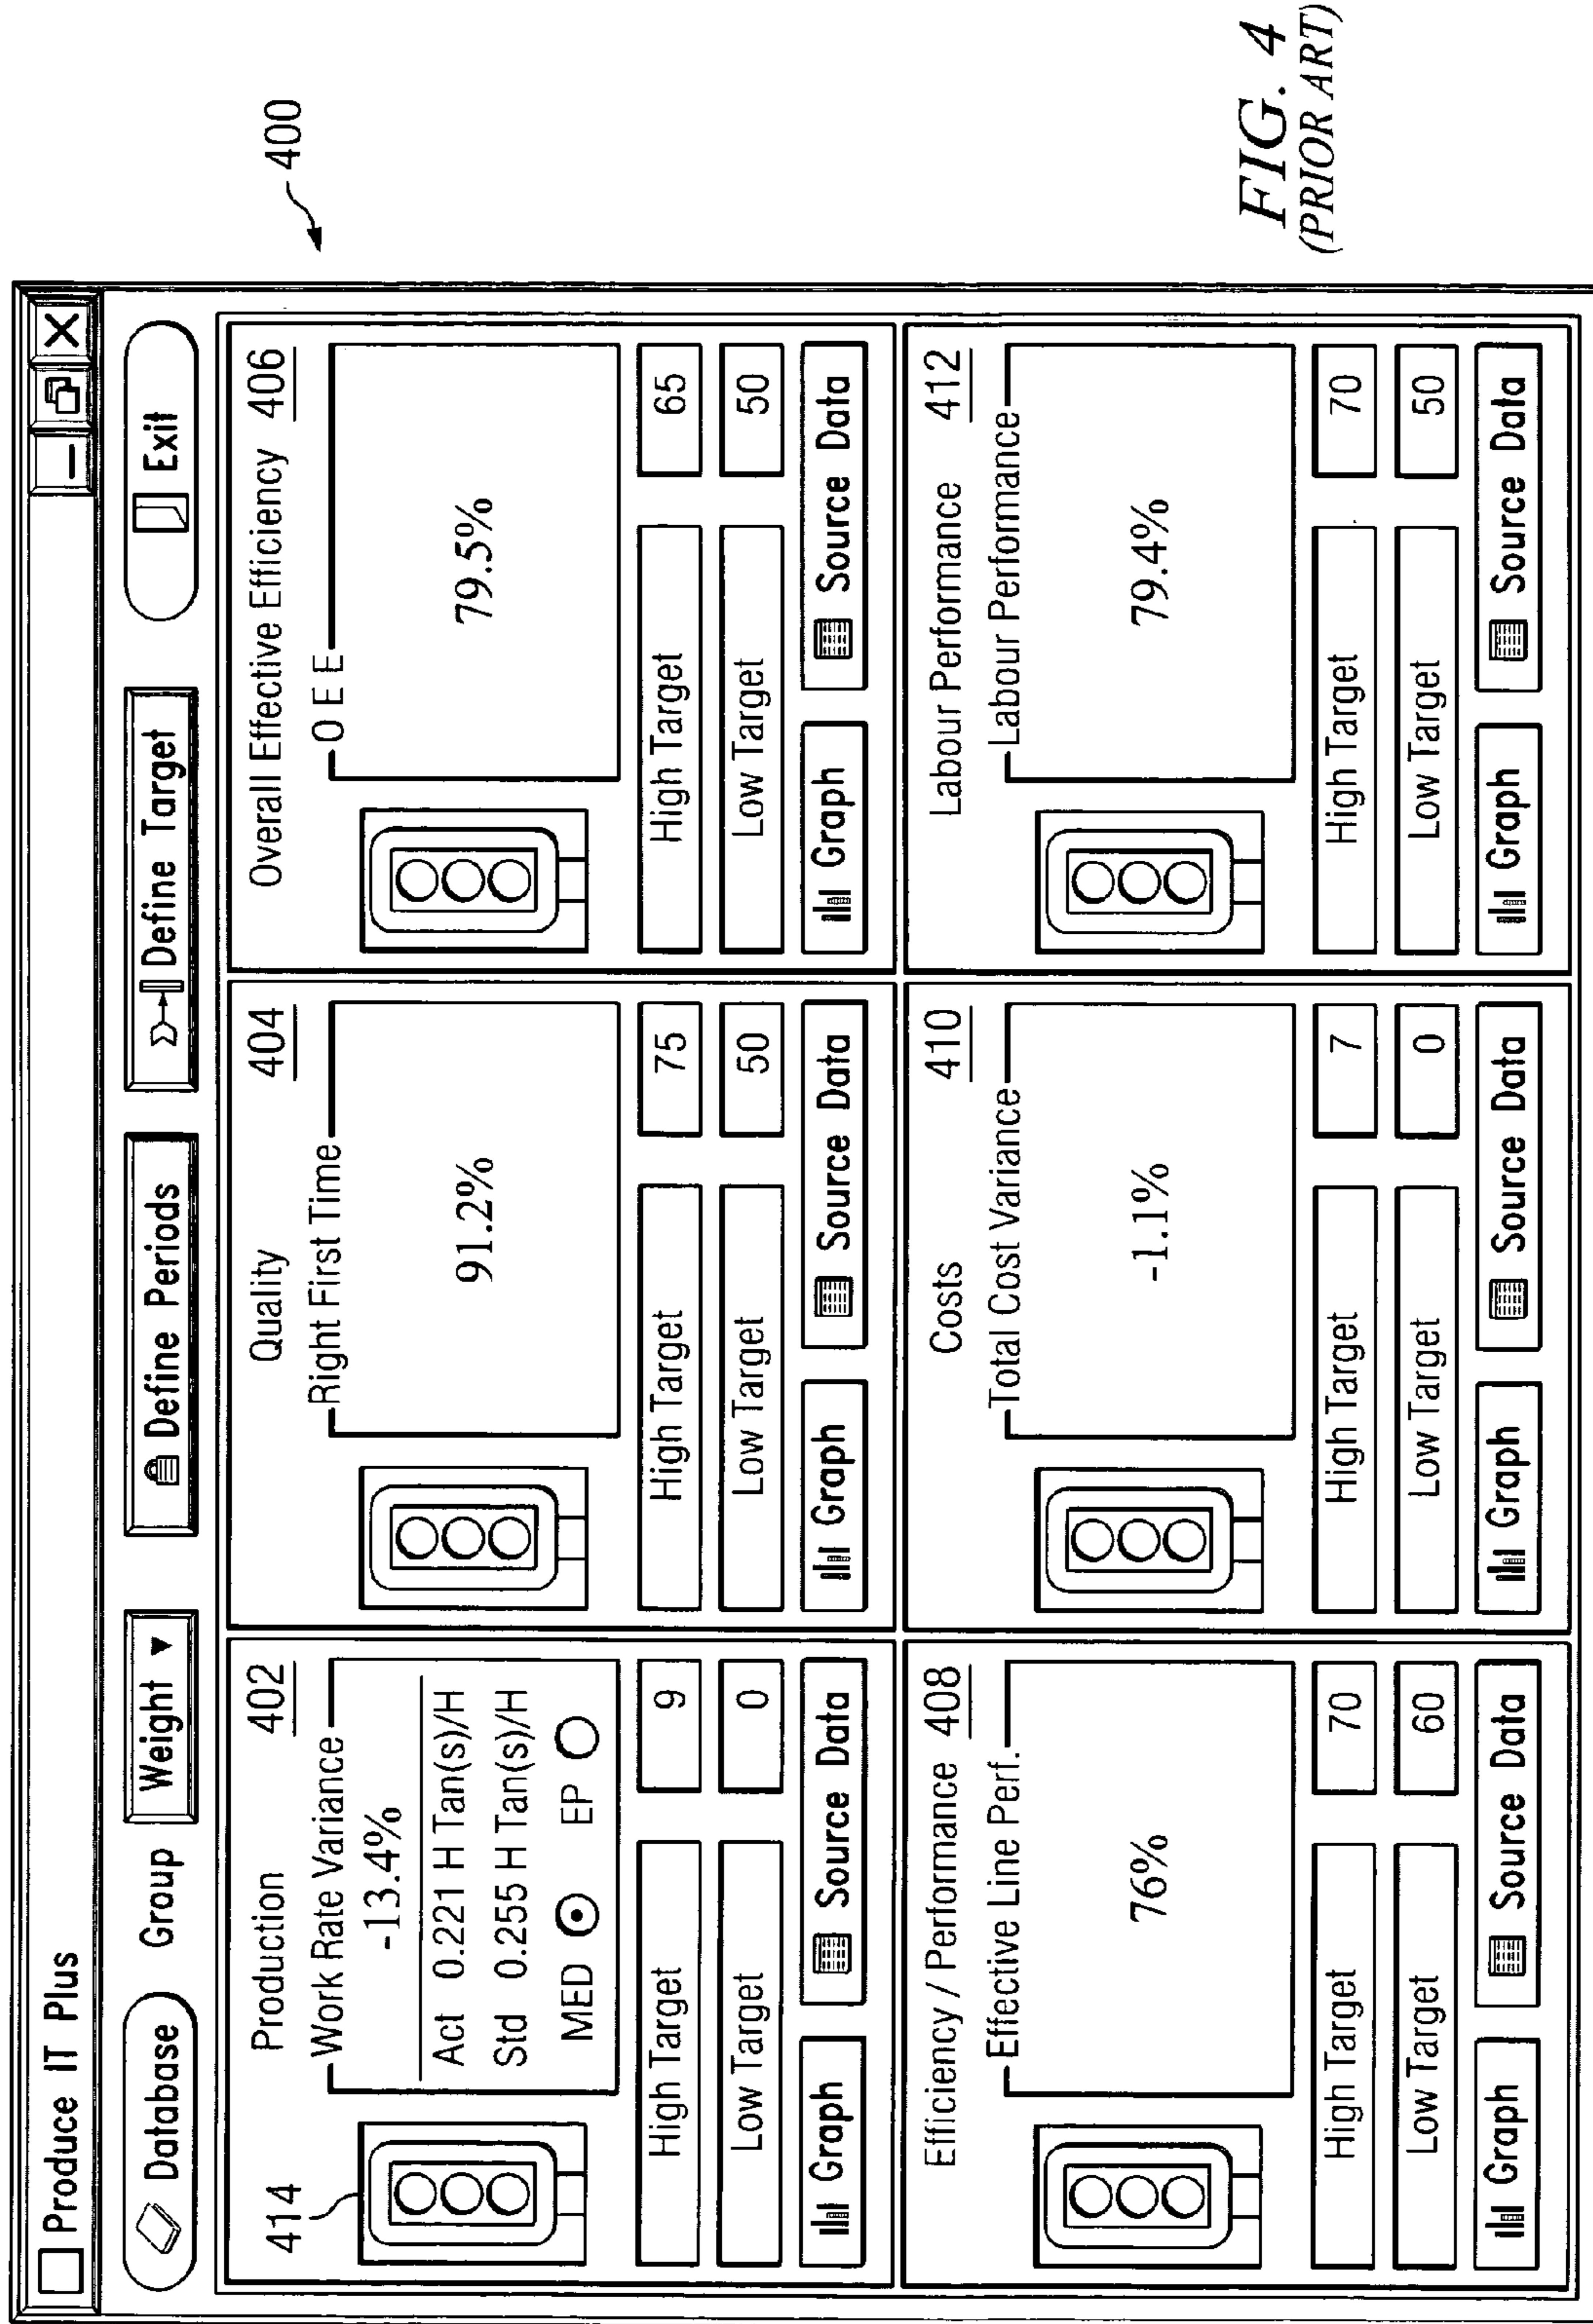 Produce IT Plus
Database Group Weight Define Periods Define Target Exit
414
Production 402
Work Rate Variance
-13.4%
Act 0.221 H Tan(s)/H
Std 0.255 H Tan(s)/H
MED EP
High Target 9
Low Target 0
Graph Source Data
Quality 404
Right First Time
91.2%
High Target 75
Low Target 50
Graph Source Data
Overall Effective Efficiency 406
O E E
79.5%
High Target 65
Low Target 50
Graph Source Data
Efficiency / Performance 408
Effective Line Perf.
76%
High Target 70
Low Target 60
Graph Source Data
Costs 410
Total Cost Variance
-1.1%
High Target 7
Low Target 0
Graph Source Data
Labour Performance 412
Labour Performance
79.4%
High Target 70
Low Target 50
Graph Source Data
400
FIG. 4
(PRIOR ART)